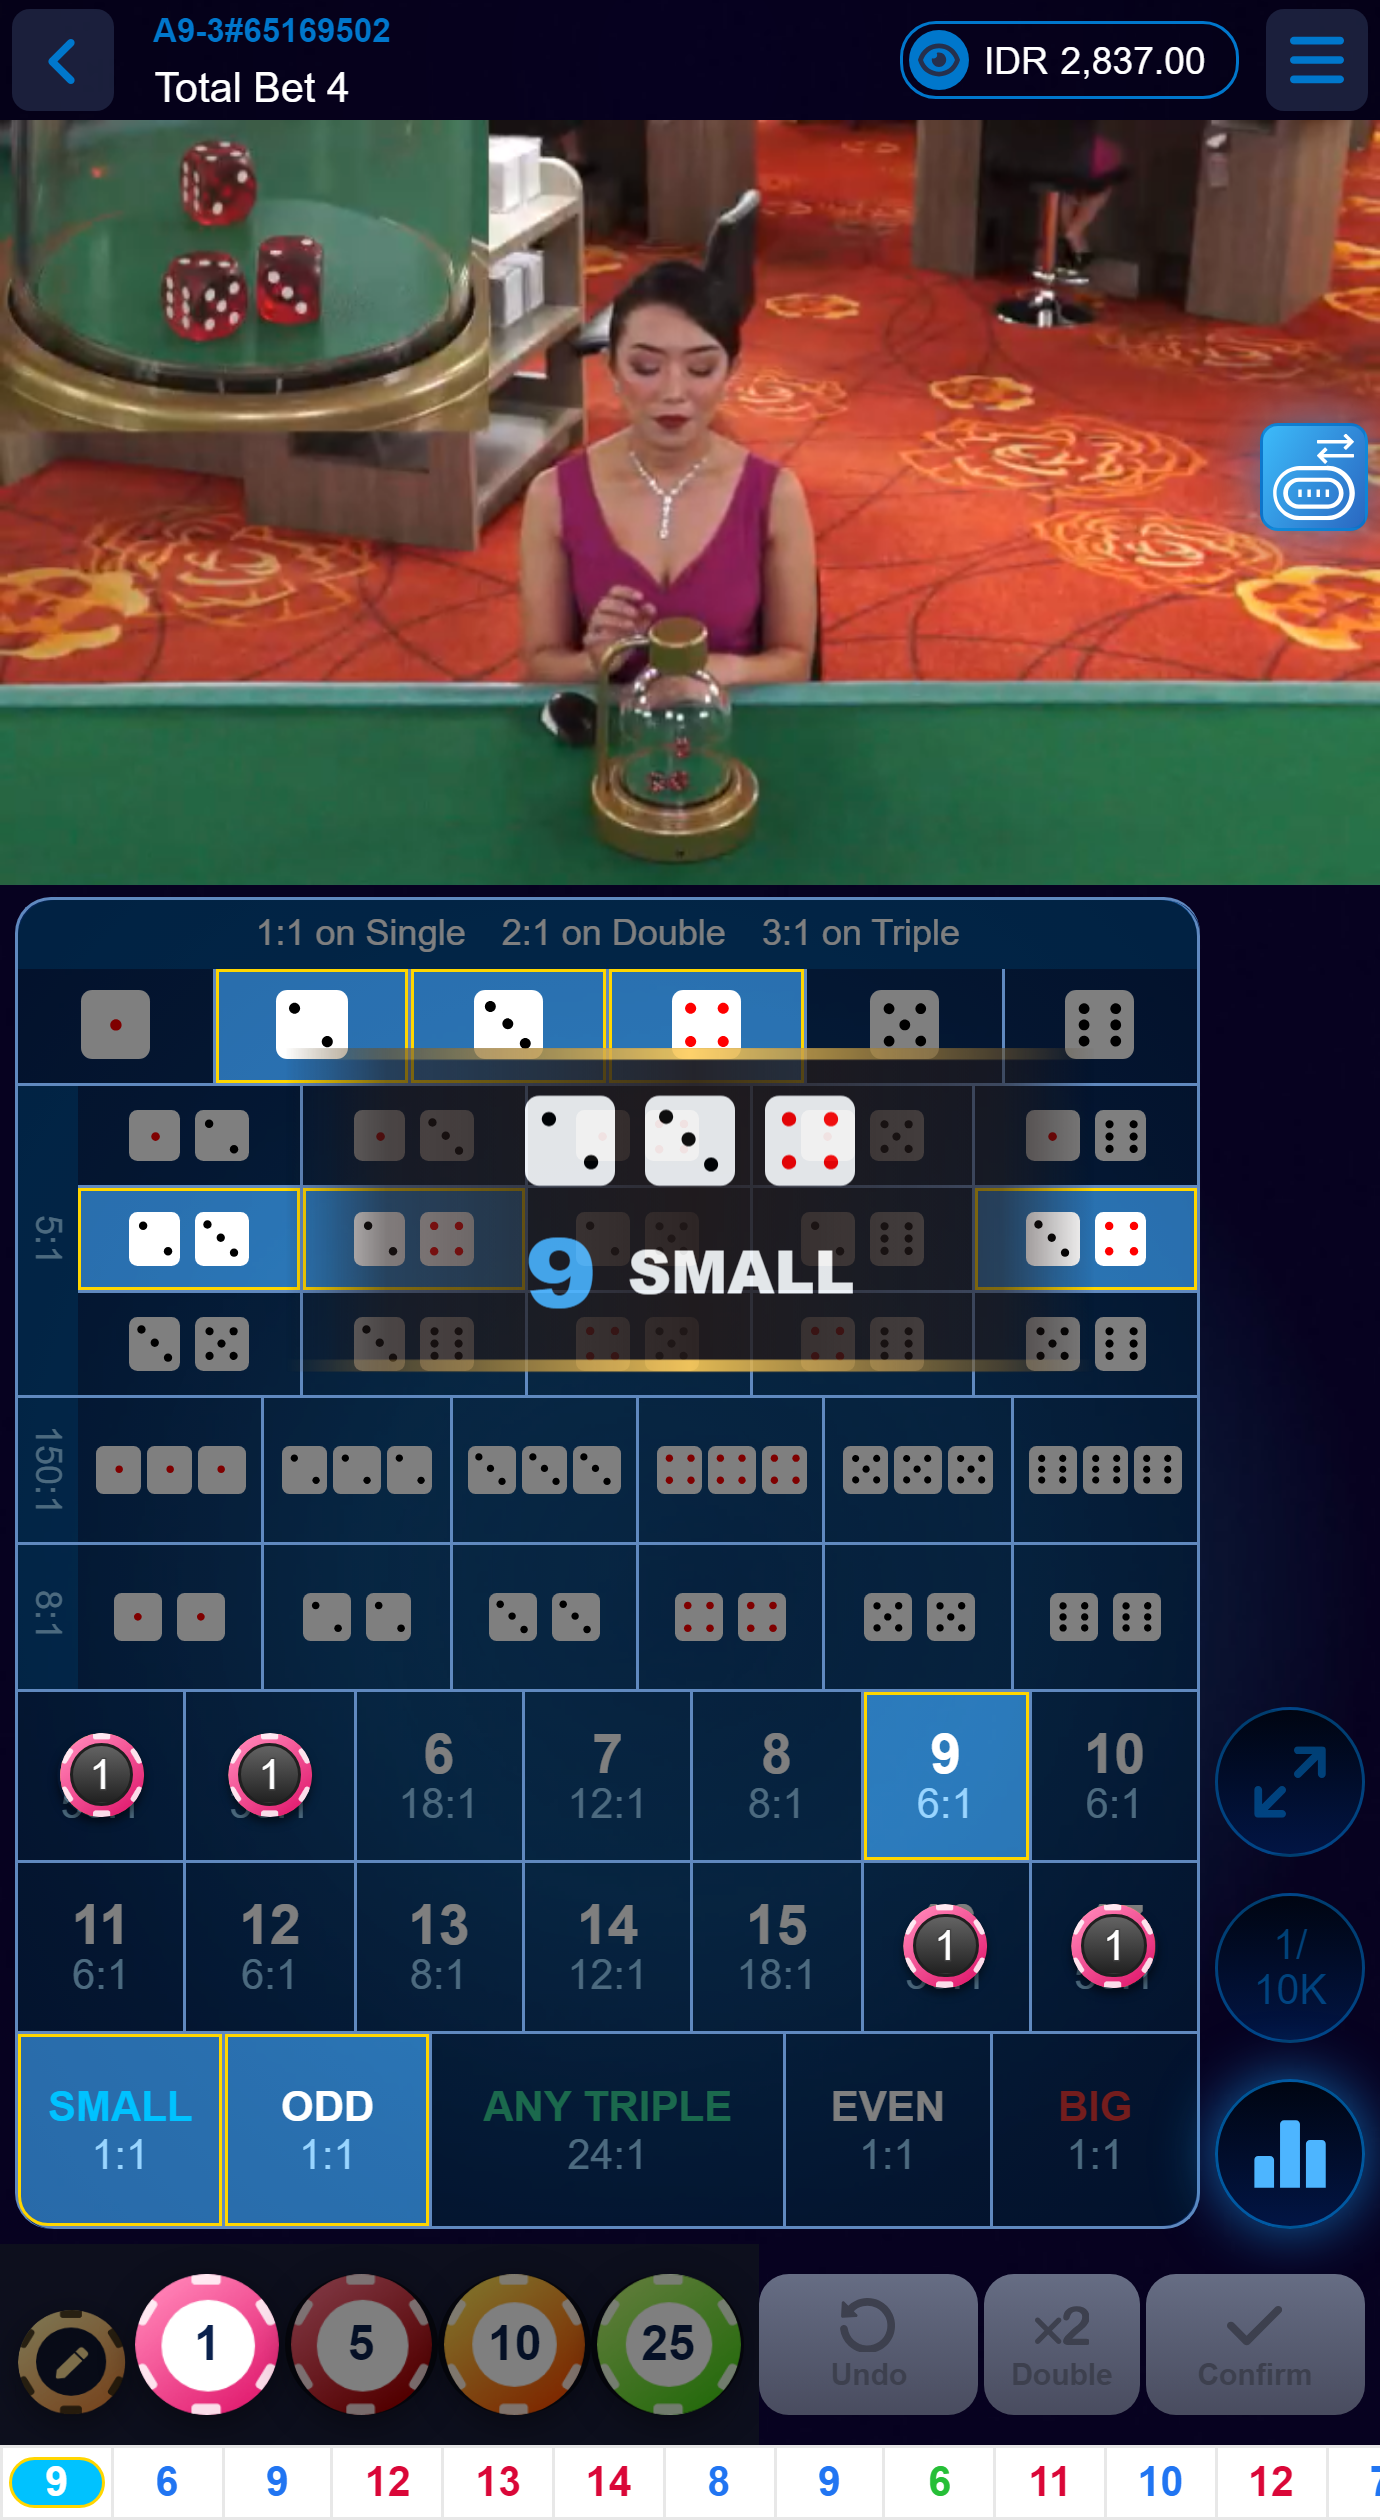 A9-3#65169502
Total Bet 4
IDR 2,837.00
1:1 on Single 2:1 on Double 3:1 on Triple
9 SMALL
5:1
150:1
8:1
1 1 6 7 8 9 10
18:1 12:1 8:1 6:1 6:1
11 12 13 14 15 1 1
6:1 6:1 8:1 12:1 18:1
1/
10K
SMALL ODD ANY TRIPLE EVEN BIG
1:1 1:1 24:1 1:1 1:1
1 5 10 25
x2
Undo Double Confirm
9 6 9 12 13 14 8 9 6 11 10 12